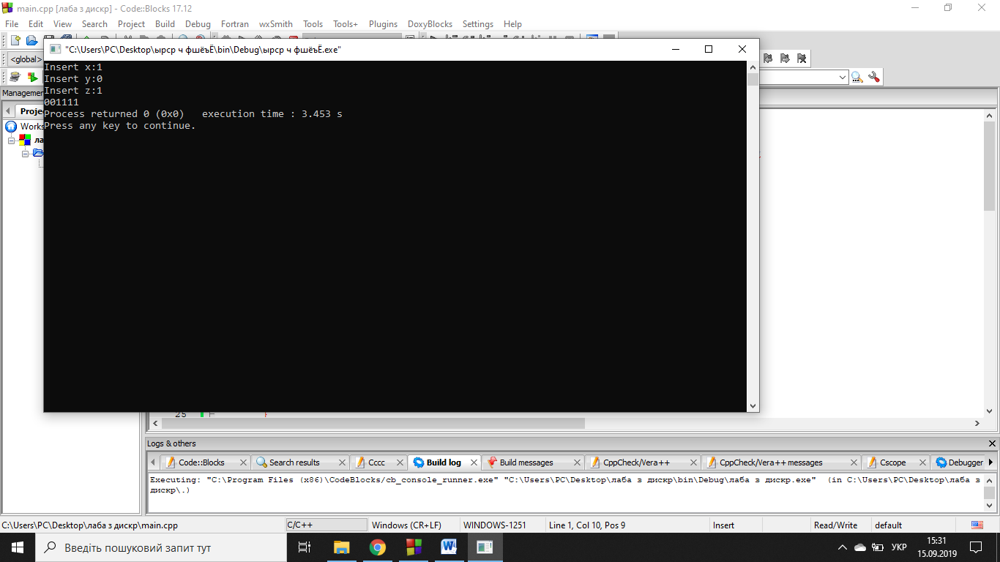 main.cpp [лаба з дискр] - Code::Blocks 17.12
File Edit View Search Project Build Debug Fortran wxSmith Tools Tools+ Plugins DoxyBlocks Settings Help
"C:\Users\PC\Desktop\ырср ч фшёъЁ\bin\Debug\ырср ч фшёъЁ.exe"
<global>
Insert x:1
Insert y:0
Insert z:1
001111
Process returned 0 (0x0)   execution time : 3.453 s
Press any key to continue.
Managemen
Proje
Works
ла
25
Logs & others
Code::Blocks Search results Cccc Build log Build messages CppCheck/Vera++ CppCheck/Vera++ messages Cscope Debugger
Executing: "C:\Program Files (x86)\CodeBlocks/cb_console_runner.exe" "C:\Users\PC\Desktop\лаба з дискр\bin\Debug\лаба з дискр.exe"  (in C:\Users\PC\Desktop\лаба з
дискр\.)
C:\Users\PC\Desktop\лаба з дискр\main.cpp C/C++ Windows (CR+LF) WINDOWS-1251 Line 1, Col 10, Pos 9 Insert Read/Write default
Введіть пошуковий запит тут
УКР
15:31
15.09.2019